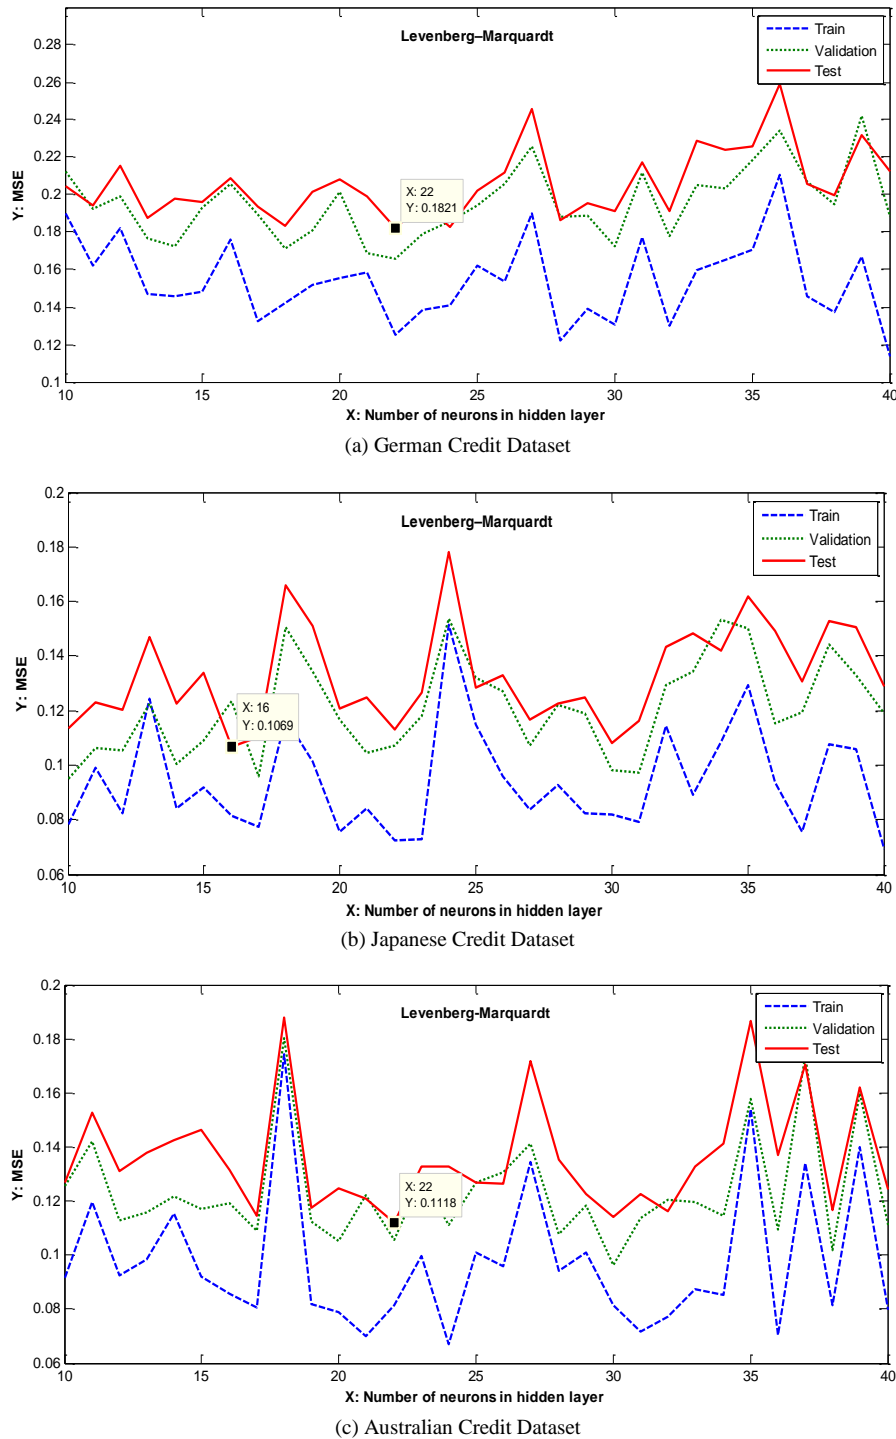 Levenberg–Marquardt
Train
Validation
Test
0.28
0.26
0.24
0.22
0.2
0.18
0.16
0.14
0.12
0.1
Y: MSE
X: 22
Y: 0.1821
10 15 20 25 30 35 40
X: Number of neurons in hidden layer
(a) German Credit Dataset
Levenberg–Marquardt
Train
Validation
Test
0.2
0.18
0.16
0.14
0.12
0.1
0.08
0.06
Y: MSE
X: 16
Y: 0.1069
10 15 20 25 30 35 40
X: Number of neurons in hidden layer
(b) Japanese Credit Dataset
Levenberg-Marquardt
Train
Validation
Test
0.2
0.18
0.16
0.14
0.12
0.1
0.08
0.06
Y: MSE
X: 22
Y: 0.1118
10 15 20 25 30 35 40
X: Number of neurons in hidden layer
(c) Australian Credit Dataset